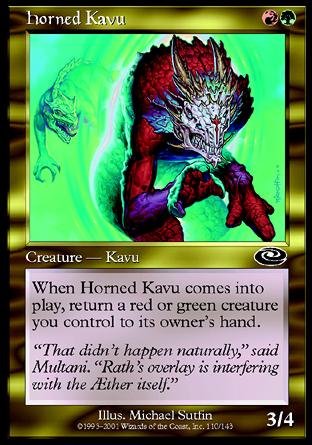 Horned Kavu
Creature — Kavu
When Horned Kavu comes into
play, return a red or green creature
you control to its owner's hand.
"That didn't happen naturally," said
Multani. "Rath's overlay is interfering
with the Æther itself."
Illus. Michael Sutfin
©1993-2001 Wizards of the Coast, Inc. 110/143
3/4